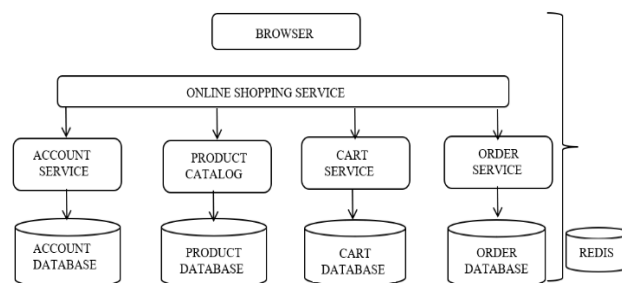 BROWSER
ONLINE SHOPPING SERVICE
ACCOUNT
SERVICE
PRODUCT
CATALOG
CART
SERVICE
ORDER
SERVICE
ACCOUNT
DATABASE
PRODUCT
DATABASE
CART
DATABASE
ORDER
DATABASE
REDIS